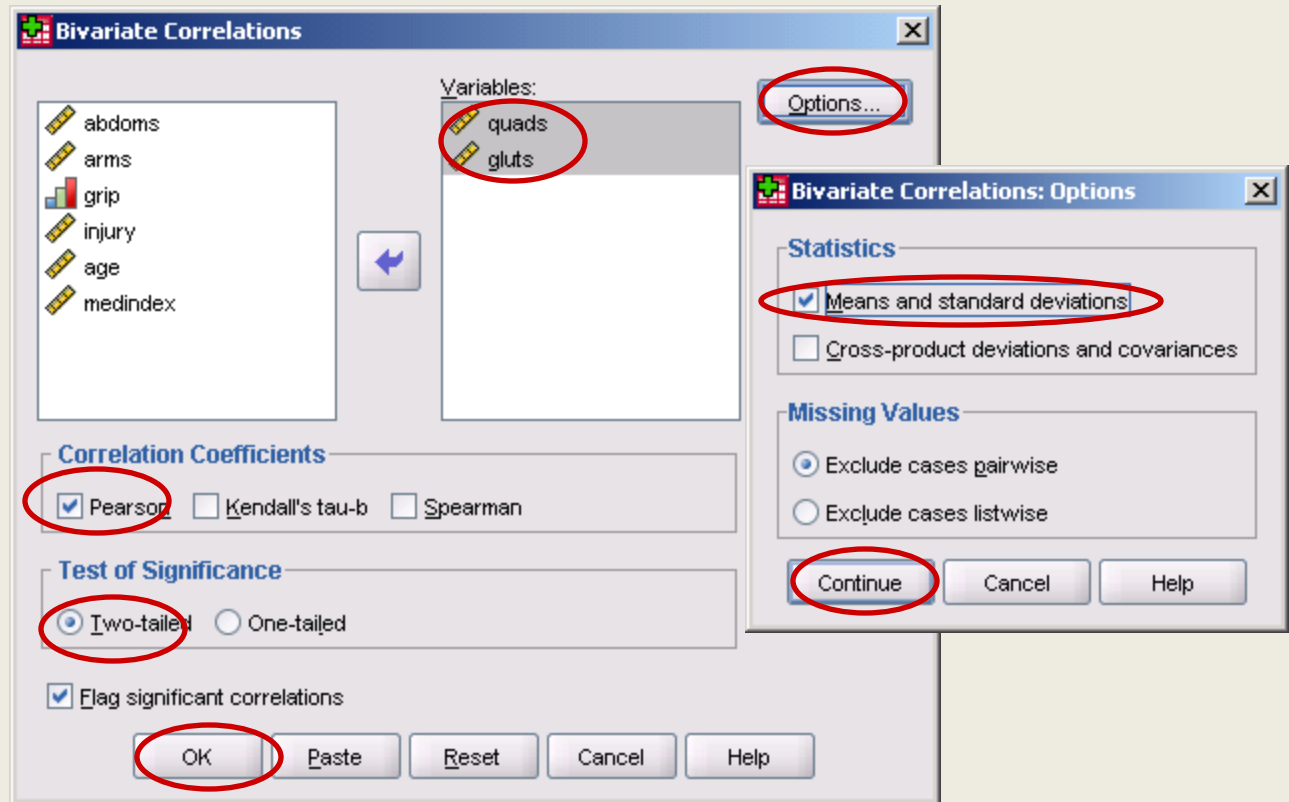 Bivariate Correlations
Variables:
abdoms
arms
grip
injury
age
medindex
quads
gluts
Options...
Correlation Coefficients
Pearson Kendall's tau-b Spearman
Test of Significance
Two-tailed One-tailed
Flag significant correlations
OK Paste Reset Cancel Help
Bivariate Correlations: Options
Statistics
Means and standard deviations
Cross-product deviations and covariances
Missing Values
Exclude cases pairwise
Exclude cases listwise
Continue Cancel Help